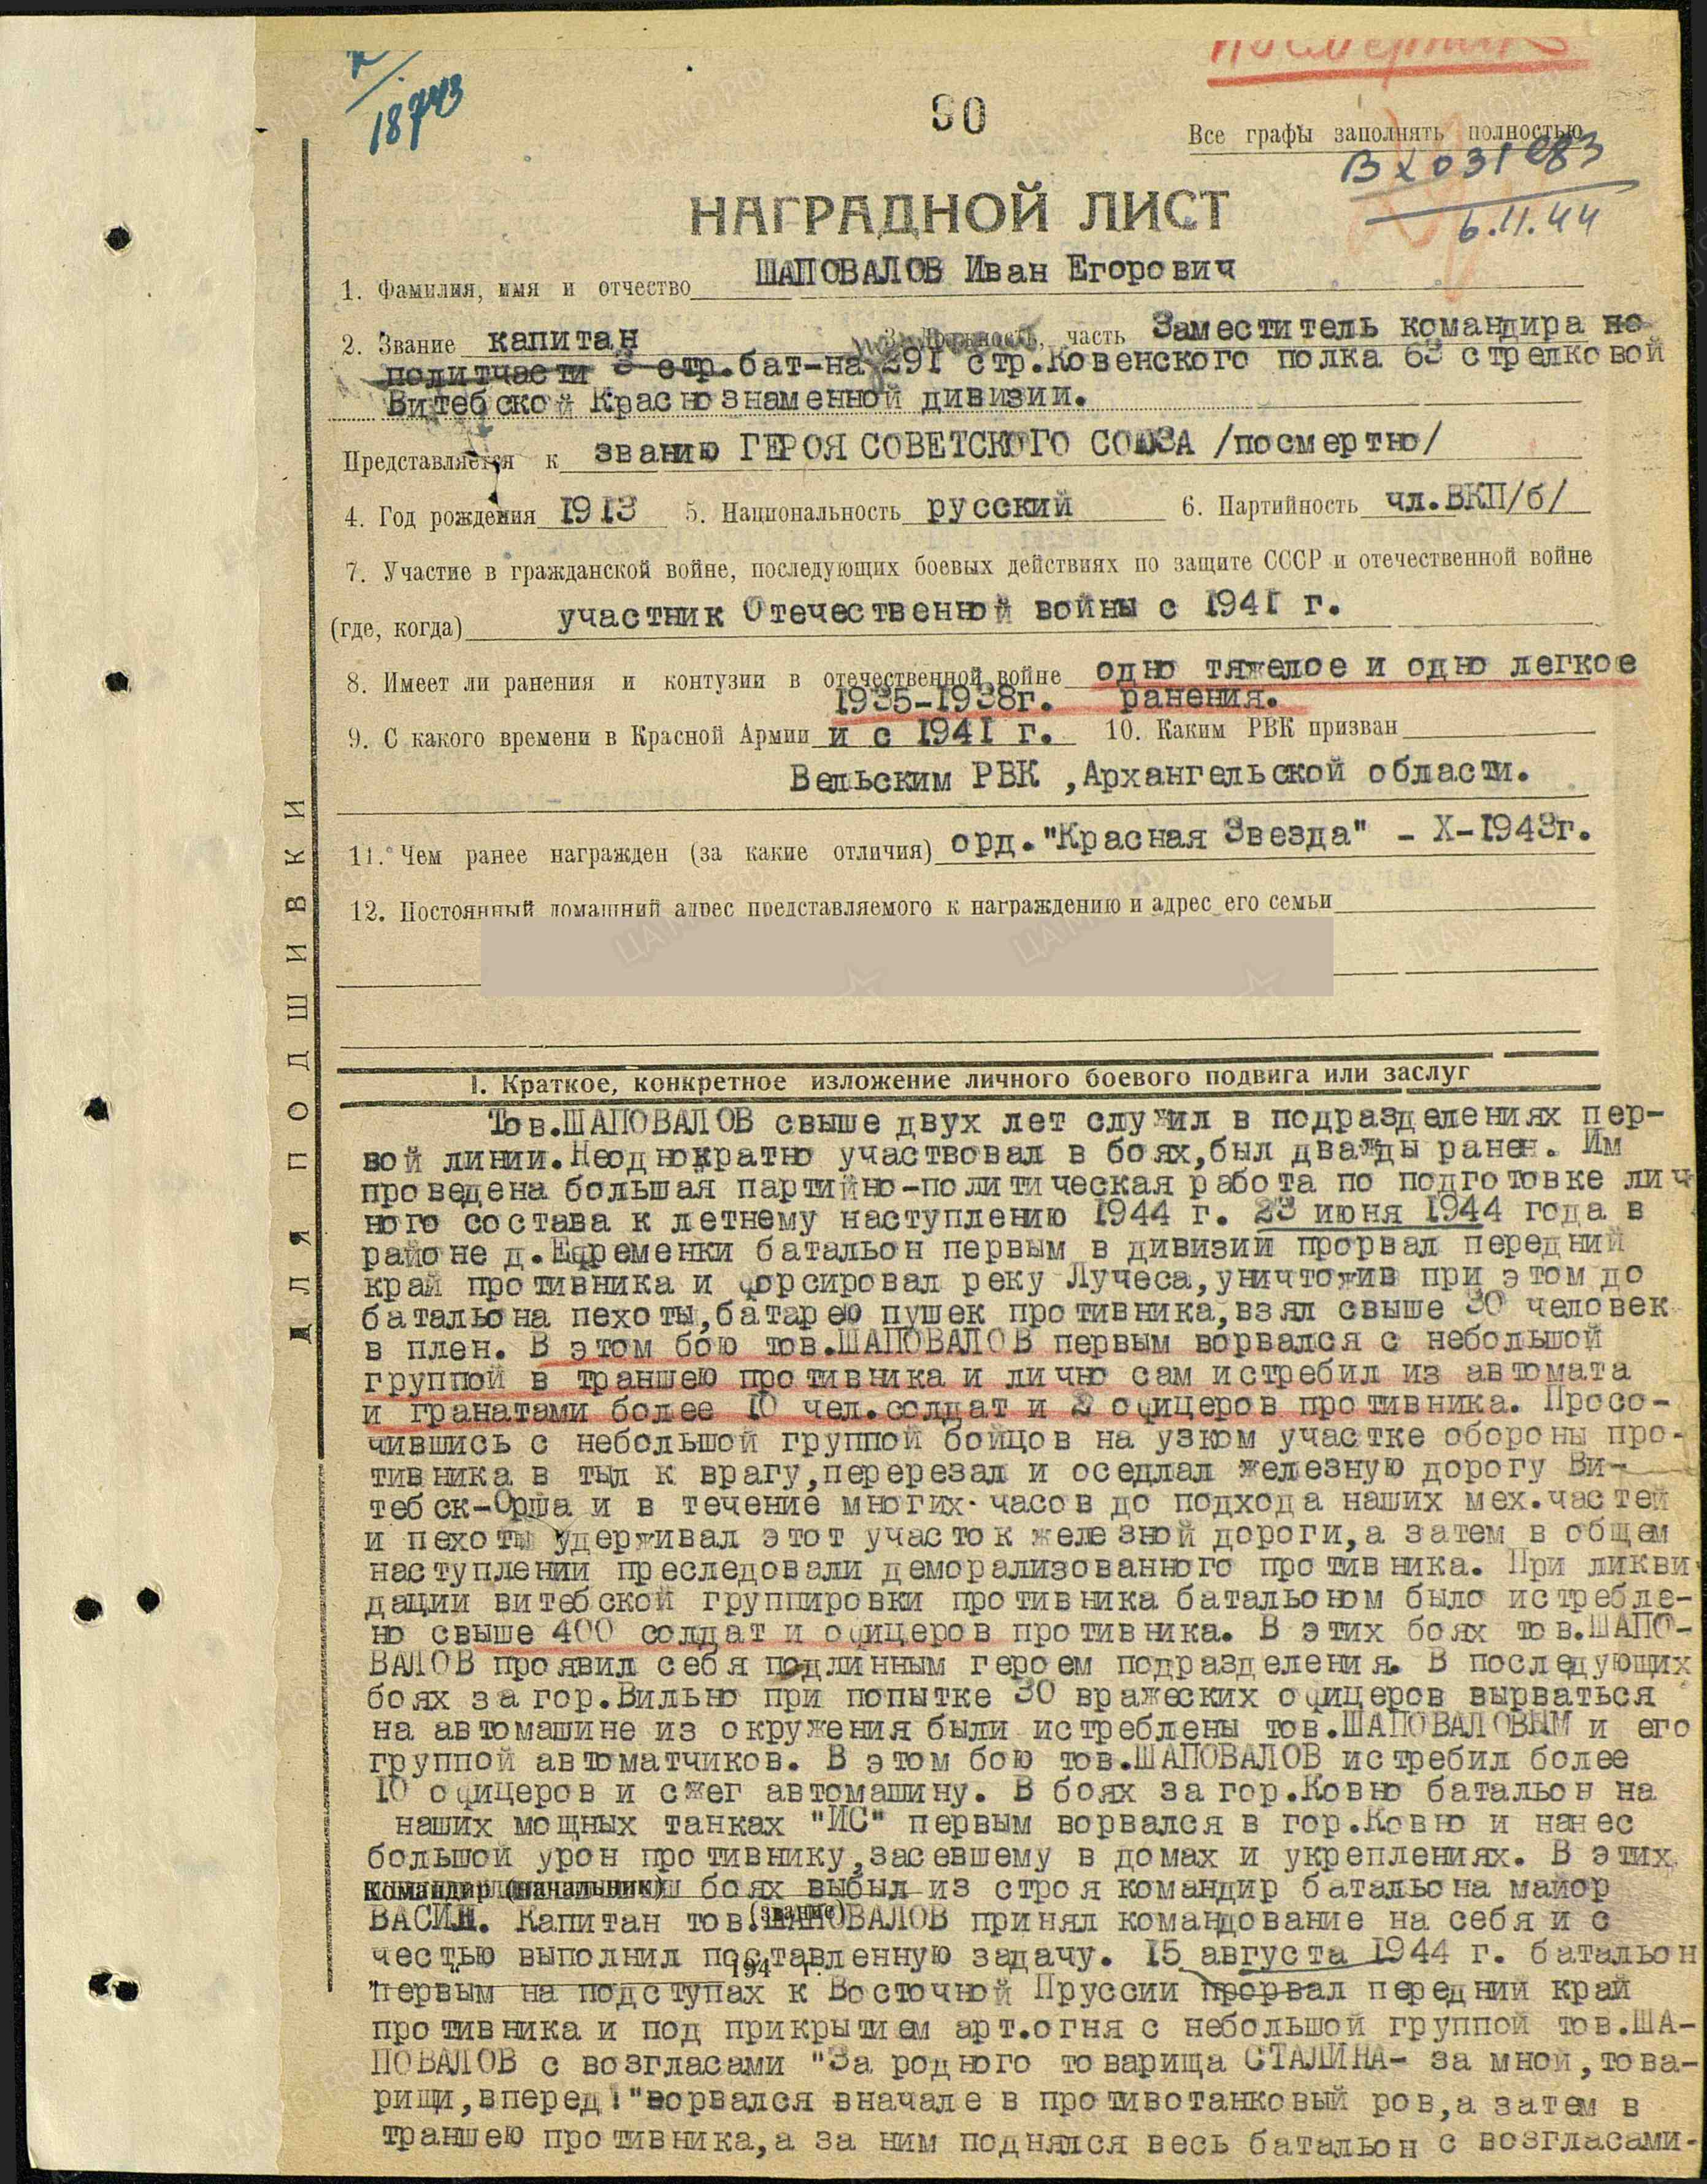 посмертно
18743
30
Все графы заполнять полностью
Вх 031283
6.11.44
НАГРАДНОЙ ЛИСТ
1. Фамилия, имя и отчество ШАПОВАЛОВ Иван Егорович
2. Звание капитан 3. Должность, часть Заместитель командира по
политчасти 3 стр.бат-на 291 стр.Ковенского полка 63 стрелковой
Витебской Краснознаменной дивизии.
Представляется к званию ГЕРОЯ СОВЕТСКОГО СОЮЗА /посмертно/
4. Год рождения 1913 5. Национальность русский 6. Партийность чл.ВКП/б/
7. Участие в гражданской войне, последующих боевых действиях по защите СССР и отечественной войне
(где, когда) участник Отечественной войны с 1941 г.
8. Имеет ли ранения и контузии в отечественной войне одно тяжелое и одно легкое
1935-1938г. ранения.
9. С какого времени в Красной Армии и с 1941 г. 10. Каким РВК призван
Вельским РВК ,Архангельской области.
11. Чем ранее награжден (за какие отличия) орд."Красная Звезда" - X-1943г.
12. Постоянный домашний адрес представляемого к награждению и адрес его семьи
ДЛЯ ПОДШИВКИ
1. Краткое, конкретное изложение личного боевого подвига или заслуг
Тов.ШАПОВАЛОВ свыше двух лет служил в подразделениях пер-
вой линии.Неоднократно участвовал в боях,был дважды ранен. Им
проведена большая партийно-политическая работа по подготовке лич
ного состава к летнему наступлению 1944 г. 23 июня 1944 года в
районе д.Ефременки батальон первым в дивизии прорвал передний
край противника и форсировал реку Лучеса,уничтожив при этом до
батальона пехоты,батарею пушек противника,взял свыше 30 человек
в плен. В этом бою тов.ШАПОВАЛОВ первым ворвался с небольшой
группой в траншею противника и лично сам истребил из автомата
и гранатами более 10 чел.солдат и 2 офицеров противника. Просо-
чившись с небольшой группой бойцов на узком участке обороны про-
тивника в тыл к врагу,перерезал и оседлал железную дорогу Ви-
тебск-Орша и в течение многих часов до подхода наших мех.частей
и пехоты удерживал этот участок железной дороги,а затем в общем
наступлении преследовали деморализованного противника. При ликви
дации витебской группировки противника батальоном было истребле-
но свыше 400 солдат и офицеров противника. В этих боях тов.ШАПО-
ВАЛОВ проявил себя подлинным героем подразделения. В последующих
боях за гор.Вильно при попытке 30 вражеских офицеров вырваться
на автомашине из окружения были истреблены тов.ШАПОВАЛОВЫМ и его
группой автоматчиков. В этом бою тов.ШАПОВАЛОВ истребил более
10 офицеров и сжег автомашину. В боях за гор.Ковно батальон на
наших мощных танках "ИС" первым ворвался в гор.Ковно и нанес
большой урон противнику,засевшему в домах и укреплениях. В этих
Командир (начальник) боях выбыл из строя командир батальона майор
(звание)
ВАСИН. Капитан тов.ШАПОВАЛОВ принял командование на себя и с
честью выполнил поставленную задачу. 15 августа 1944 г. батальон
194 г.
первым на подступах к Восточной Пруссии прорвал передний край
противника и под прикрытием арт.огня с небольшой группой тов.ША-
ПОВАЛОВ с возгласами "За родного товарища СТАЛИНА- за мной,това-
рищи,вперед!"ворвался вначале в противотанковый ров,а затем в
траншею противника,а за ним поднялся весь батальон с возгласами-